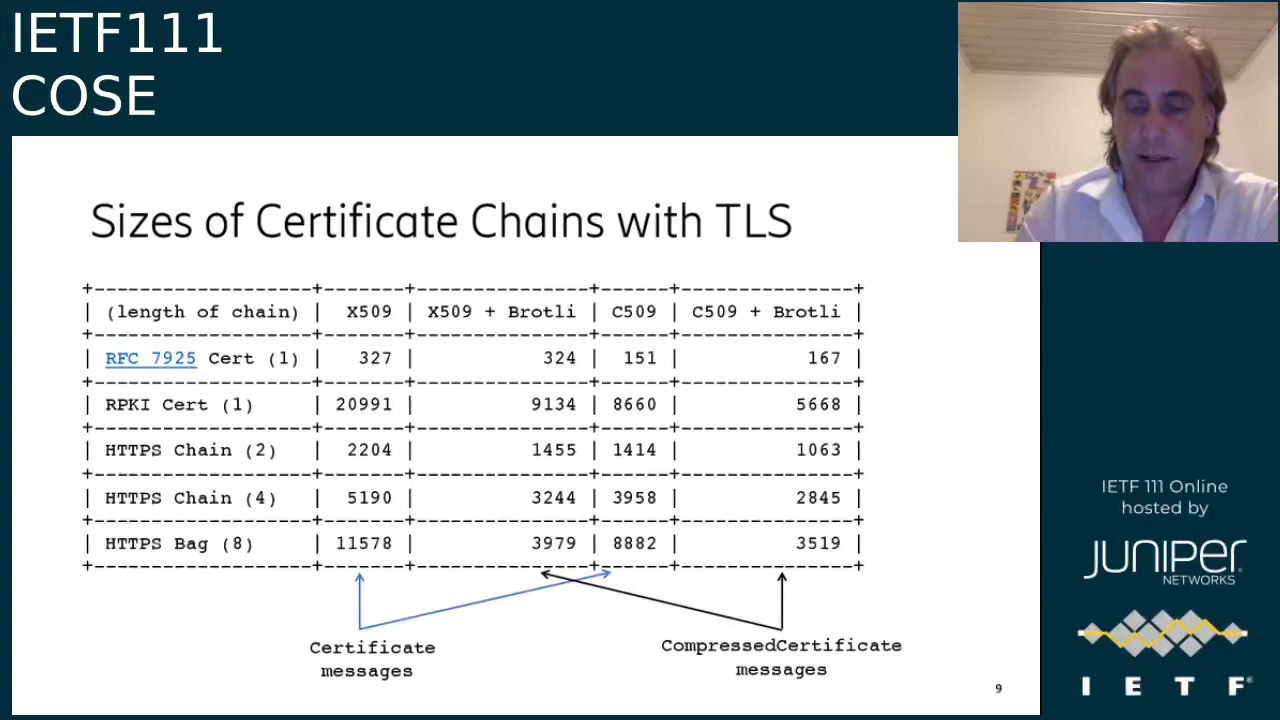 IETF111
COSE
Sizes of Certificate Chains with TLS
+-------------------+-------+----------------+------+---------------+
| (length of chain) | X509 | X509 + Brotli | C509 | C509 + Brotli |
+-------------------+-------+----------------+------+---------------+
| RFC 7925 Cert (1) | 327 | 324 | 151 | 167 |
+-------------------+-------+----------------+------+---------------+
| RPKI Cert (1) | 20991 | 9134 | 8660 | 5668 |
+-------------------+-------+----------------+------+---------------+
| HTTPS Chain (2) | 2204 | 1455 | 1414 | 1063 |
+-------------------+-------+----------------+------+---------------+
| HTTPS Chain (4) | 5190 | 3244 | 3958 | 2845 |
+-------------------+-------+----------------+------+---------------+
| HTTPS Bag (8) | 11578 | 3979 | 8882 | 3519 |
+-------------------+-------+----------------+------+---------------+
Certificate
messages
CompressedCertificate
messages
9
IETF 111 Online
hosted by
JUNIPER
NETWORKS
I E T F®